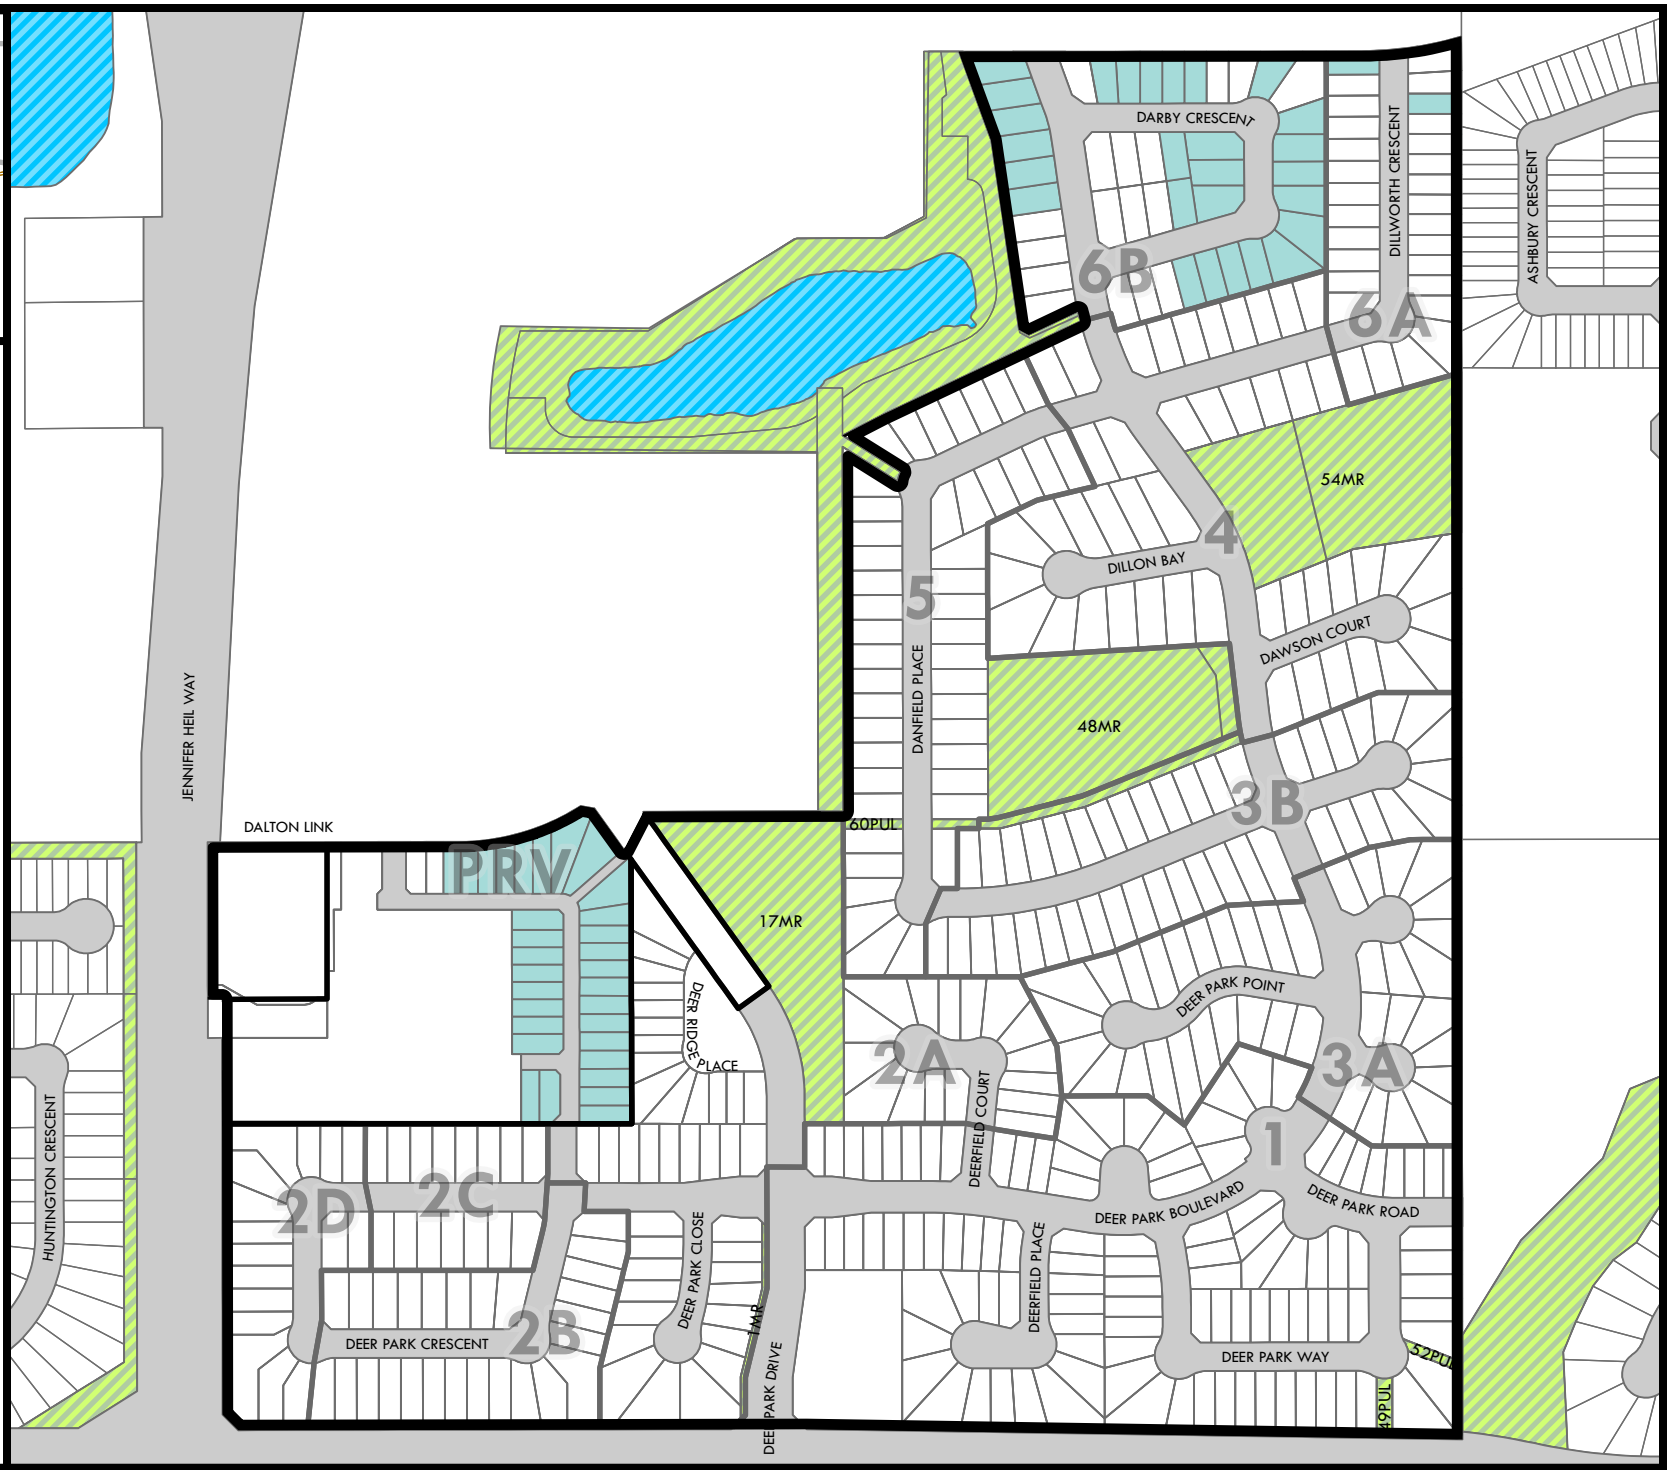 DARBY CRESCENT
DILLWORTH CRESCENT
ASHBURY CRESCENT
6B
6A
54MR
4
DILLON BAY
5
DAWSON COURT
DANFIELD PLACE
48MR
JENNIFER HEIL WAY
3B
DALTON LINK
60PUL
PRV
17MR
DEER RIDGE PLACE
DEER PARK POINT
2A
3A
DEERFIELD COURT
HUNTINGTON CRESCENT
1
2D
2C
DEER PARK BOULEVARD
DEER PARK ROAD
DEER PARK CLOSE
DEERFIELD PLACE
1MR
2B
DEER PARK CRESCENT
DEER PARK DRIVE
DEER PARK WAY
52PUL
49PUL